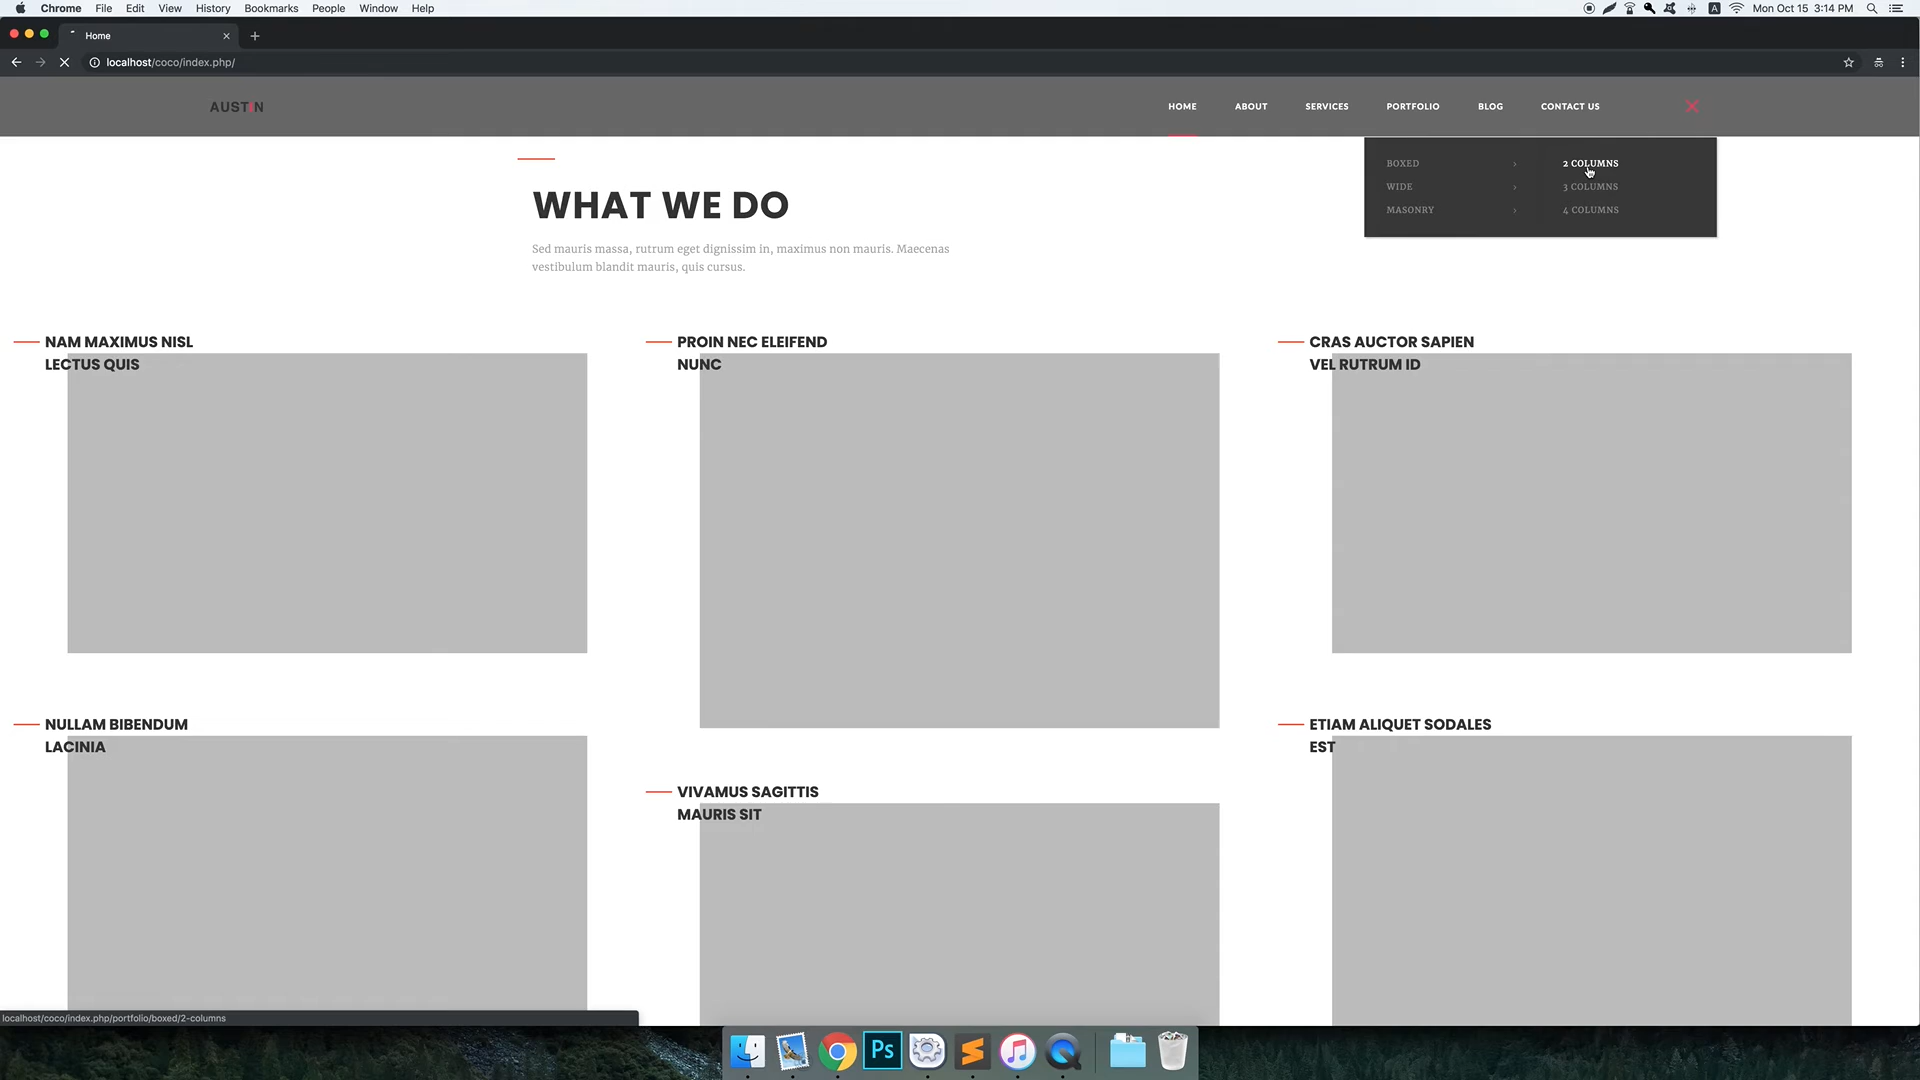 Chrome File Edit View History Bookmarks People Window Help
A Mon Oct 15 3:14 PM
Home
localhost/coco/index.php/
AUSTIN
HOME ABOUT SERVICES PORTFOLIO BLOG CONTACT US
BOXED 2 COLUMNS
WIDE 3 COLUMNS
MASONRY 4 COLUMNS
WHAT WE DO
Sed mauris massa, rutrum eget dignissim in, maximus non mauris. Maecenas
vestibulum blandit mauris, quis cursus.
NAM MAXIMUS NISL
LECTUS QUIS
PROIN NEC ELEIFEND
NUNC
CRAS AUCTOR SAPIEN
VEL RUTRUM ID
NULLAM BIBENDUM
LACINIA
VIVAMUS SAGITTIS
MAURIS SIT
ETIAM ALIQUET SODALES
EST
localhost/coco/index.php/portfolio/boxed/2-columns
Ps